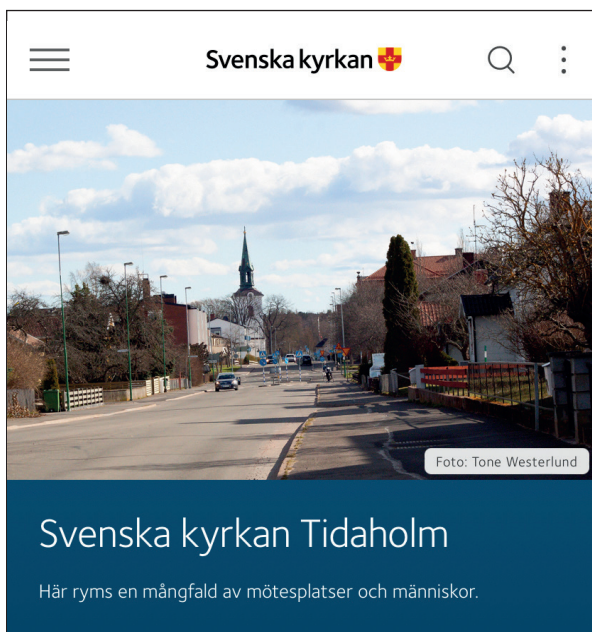 Svenska kyrkan
Foto: Tone Westerlund
Svenska kyrkan Tidaholm
Här ryms en mångfald av mötesplatser och människor.